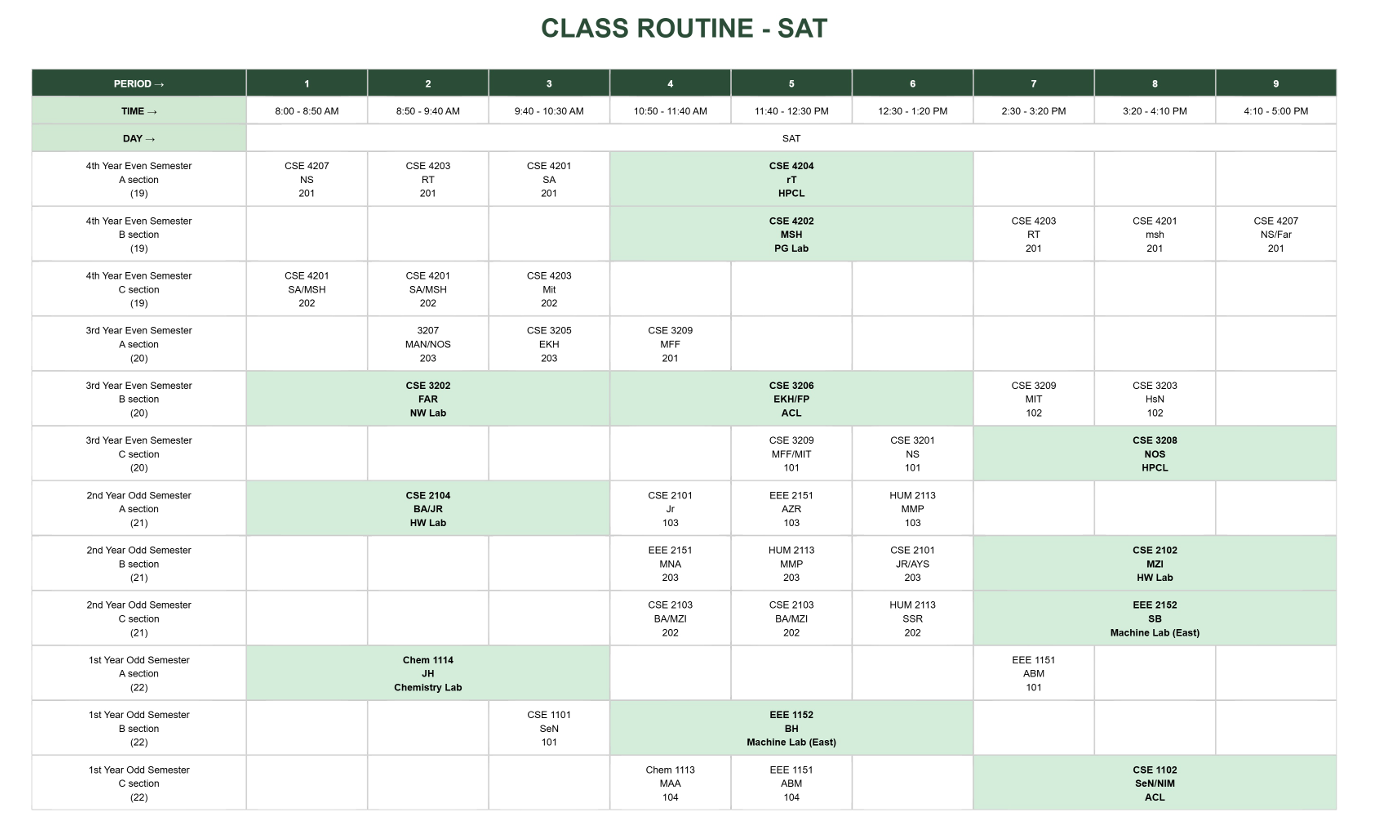 CLASS ROUTINE - SAT
PERIOD → 1 2 3 4 5 6 7 8 9
TIME → 8:00 - 8:50 AM 8:50 - 9:40 AM 9:40 - 10:30 AM 10:50 - 11:40 AM 11:40 - 12:30 PM 12:30 - 1:20 PM 2:30 - 3:20 PM 3:20 - 4:10 PM 4:10 - 5:00 PM
DAY → SAT
4th Year Even Semester CSE 4207 CSE 4203 CSE 4201 CSE 4204
A section NS RT SA rT
(19) 201 201 201 HPCL
4th Year Even Semester CSE 4202 CSE 4203 CSE 4201 CSE 4207
B section MSH RT msh NS/Far
(19) PG Lab 201 201 201
4th Year Even Semester CSE 4201 CSE 4201 CSE 4203
C section SA/MSH SA/MSH Mit
(19) 202 202 202
3rd Year Even Semester 3207 CSE 3205 CSE 3209
A section MAN/NOS EKH MFF
(20) 203 203 201
3rd Year Even Semester CSE 3202 CSE 3206 CSE 3209 CSE 3203
B section FAR EKH/FP MIT HsN
(20) NW Lab ACL 102 102
3rd Year Even Semester CSE 3209 CSE 3201 CSE 3208
C section MFF/MIT NS NOS
(20) 101 101 HPCL
2nd Year Odd Semester CSE 2104 CSE 2101 EEE 2151 HUM 2113
A section BA/JR Jr AZR MMP
(21) HW Lab 103 103 103
2nd Year Odd Semester EEE 2151 HUM 2113 CSE 2101 CSE 2102
B section MNA MMP JR/AYS MZI
(21) 203 203 203 HW Lab
2nd Year Odd Semester CSE 2103 CSE 2103 HUM 2113 EEE 2152
C section BA/MZI BA/MZI SSR SB
(21) 202 202 202 Machine Lab (East)
1st Year Odd Semester Chem 1114 EEE 1151
A section JH ABM
(22) Chemistry Lab 101
1st Year Odd Semester CSE 1101 EEE 1152
B section SeN BH
(22) 101 Machine Lab (East)
1st Year Odd Semester Chem 1113 EEE 1151 CSE 1102
C section MAA ABM SeN/NIM
(22) 104 104 ACL